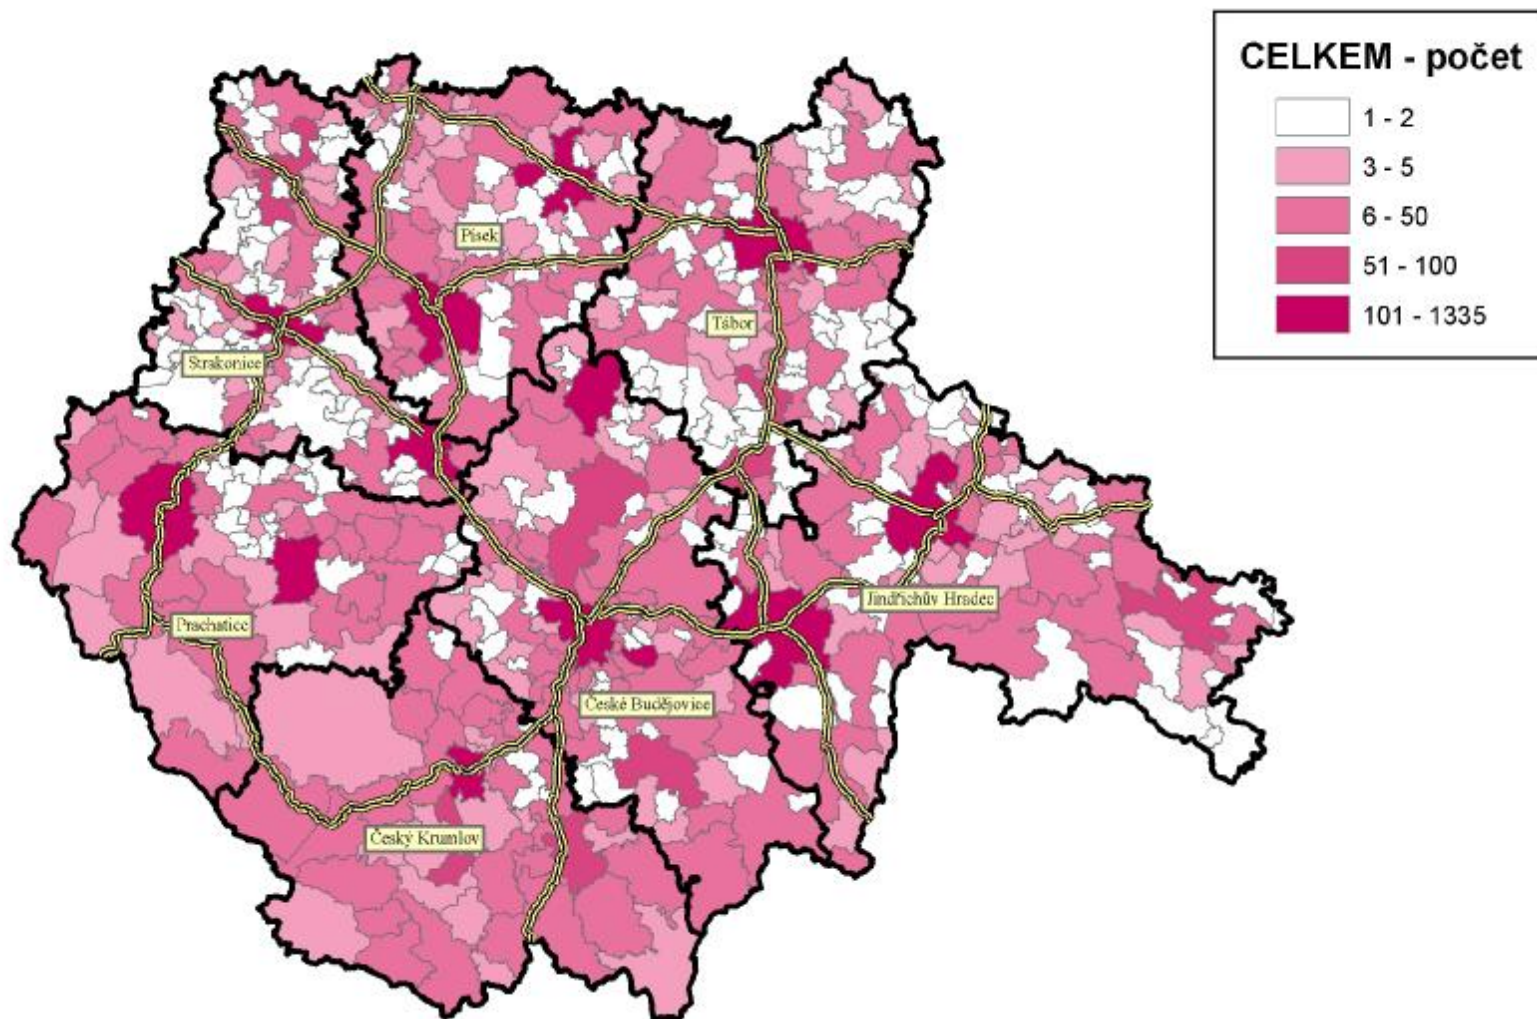 CELKEM - počet
1 - 2
3 - 5
6 - 50
51 - 100
101 - 1335
Písek
Tábor
Strakonice
Jindřichův Hradec
Prachatice
České Budějovice
Český Krumlov